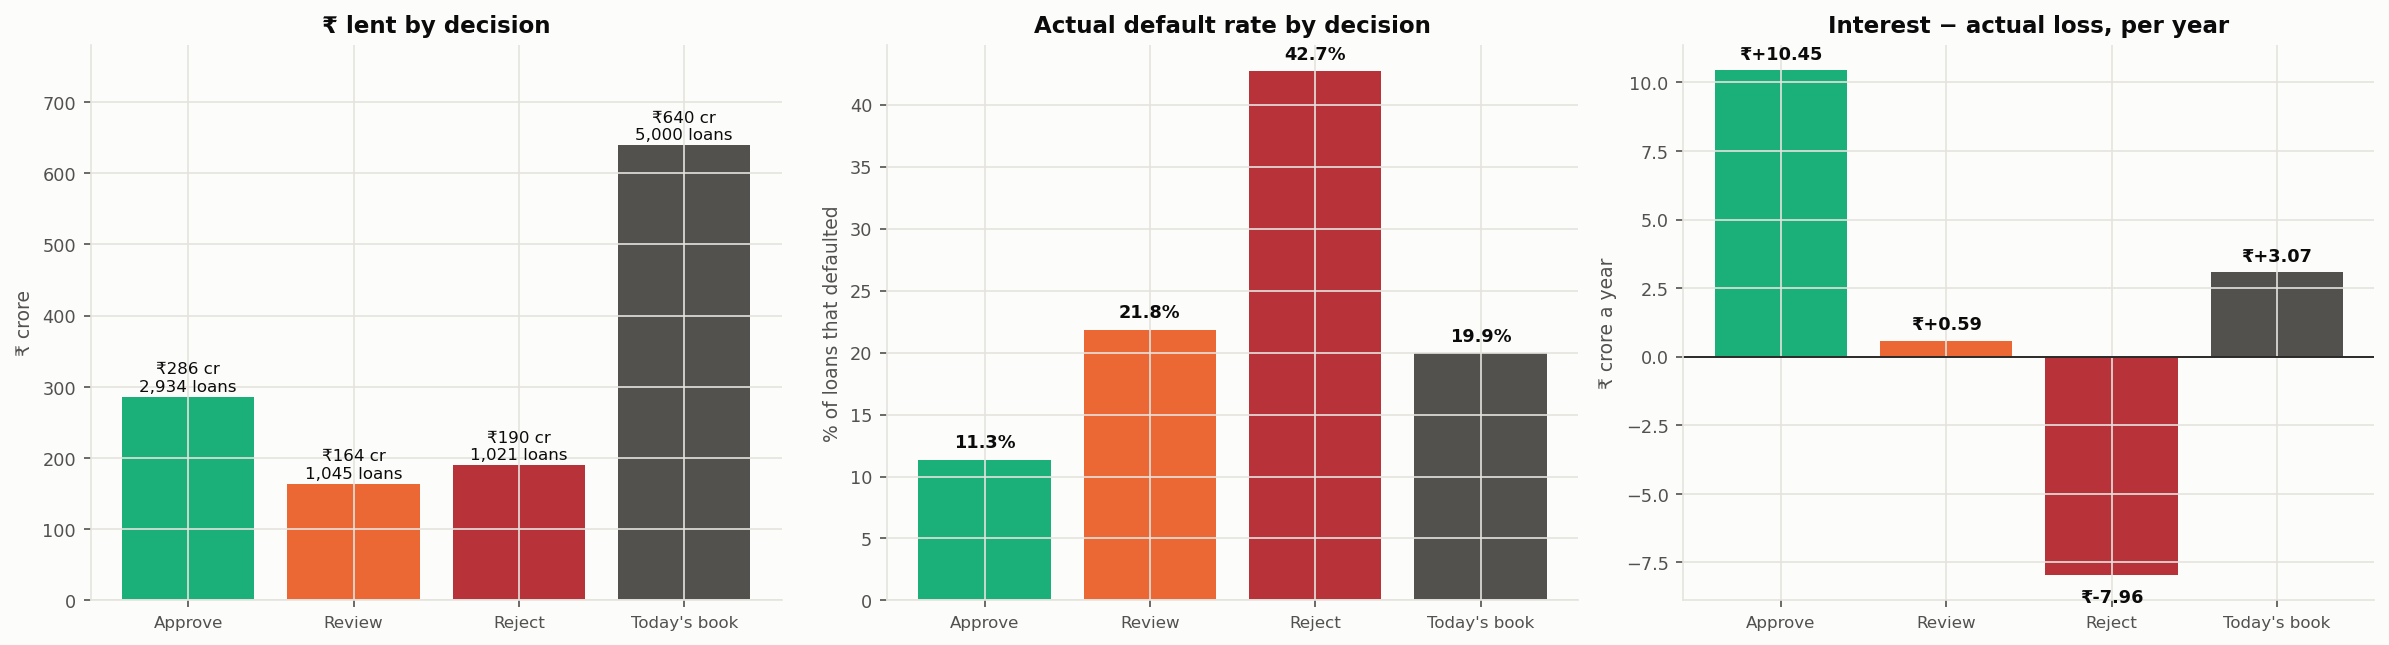 ₹ lent by decision
₹ crore
700
600
500
400
300
200
100
0
₹286 cr
2,934 loans
₹164 cr
1,045 loans
₹190 cr
1,021 loans
₹640 cr
5,000 loans
Approve
Review
Reject
Today's book
Actual default rate by decision
% of loans that defaulted
40
35
30
25
20
15
10
5
0
11.3%
21.8%
42.7%
19.9%
Approve
Review
Reject
Today's book
Interest − actual loss, per year
₹ crore a year
10.0
7.5
5.0
2.5
0.0
−2.5
−5.0
−7.5
₹+10.45
₹+0.59
₹-7.96
₹+3.07
Approve
Review
Reject
Today's book